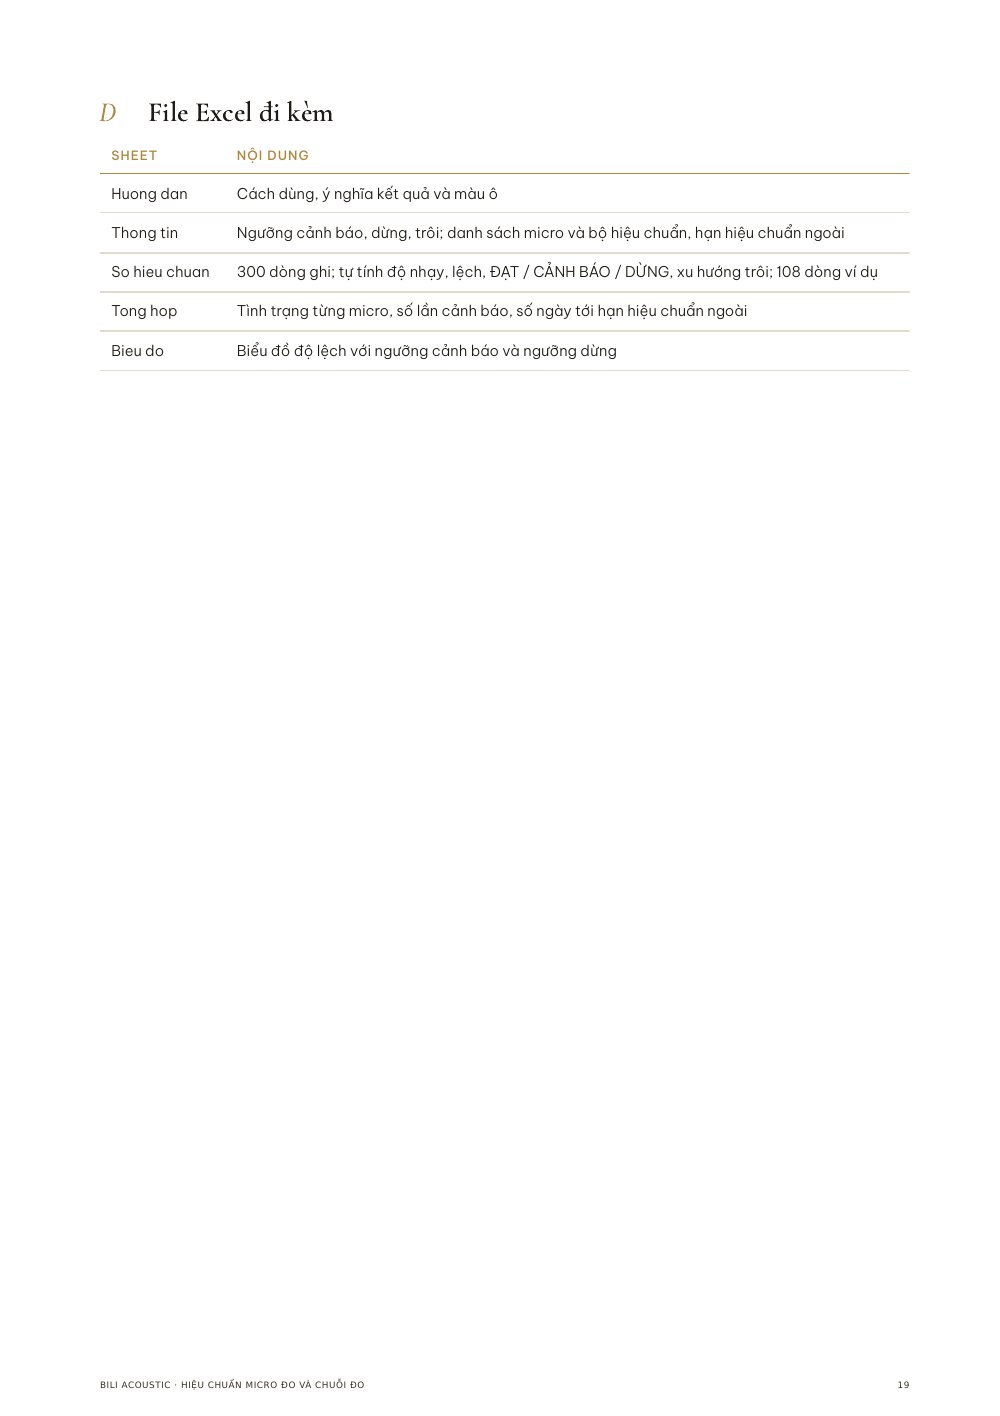 D File Excel đi kèm
SHEET NỘI DUNG
Huong dan Cách dùng, ý nghĩa kết quả và màu ô
Thong tin Ngưỡng cảnh báo, dừng, trôi; danh sách micro và bộ hiệu chuẩn, hạn hiệu chuẩn ngoài
So hieu chuan 300 dòng ghi; tự tính độ nhạy, lệch, ĐẠT / CẢNH BÁO / DỪNG, xu hướng trôi; 108 dòng ví dụ
Tong hop Tình trạng từng micro, số lần cảnh báo, số ngày tới hạn hiệu chuẩn ngoài
Bieu do Biểu đồ độ lệch với ngưỡng cảnh báo và ngưỡng dừng
BILI ACOUSTIC · HIỆU CHUẨN MICRO ĐO VÀ CHUỖI ĐO 19